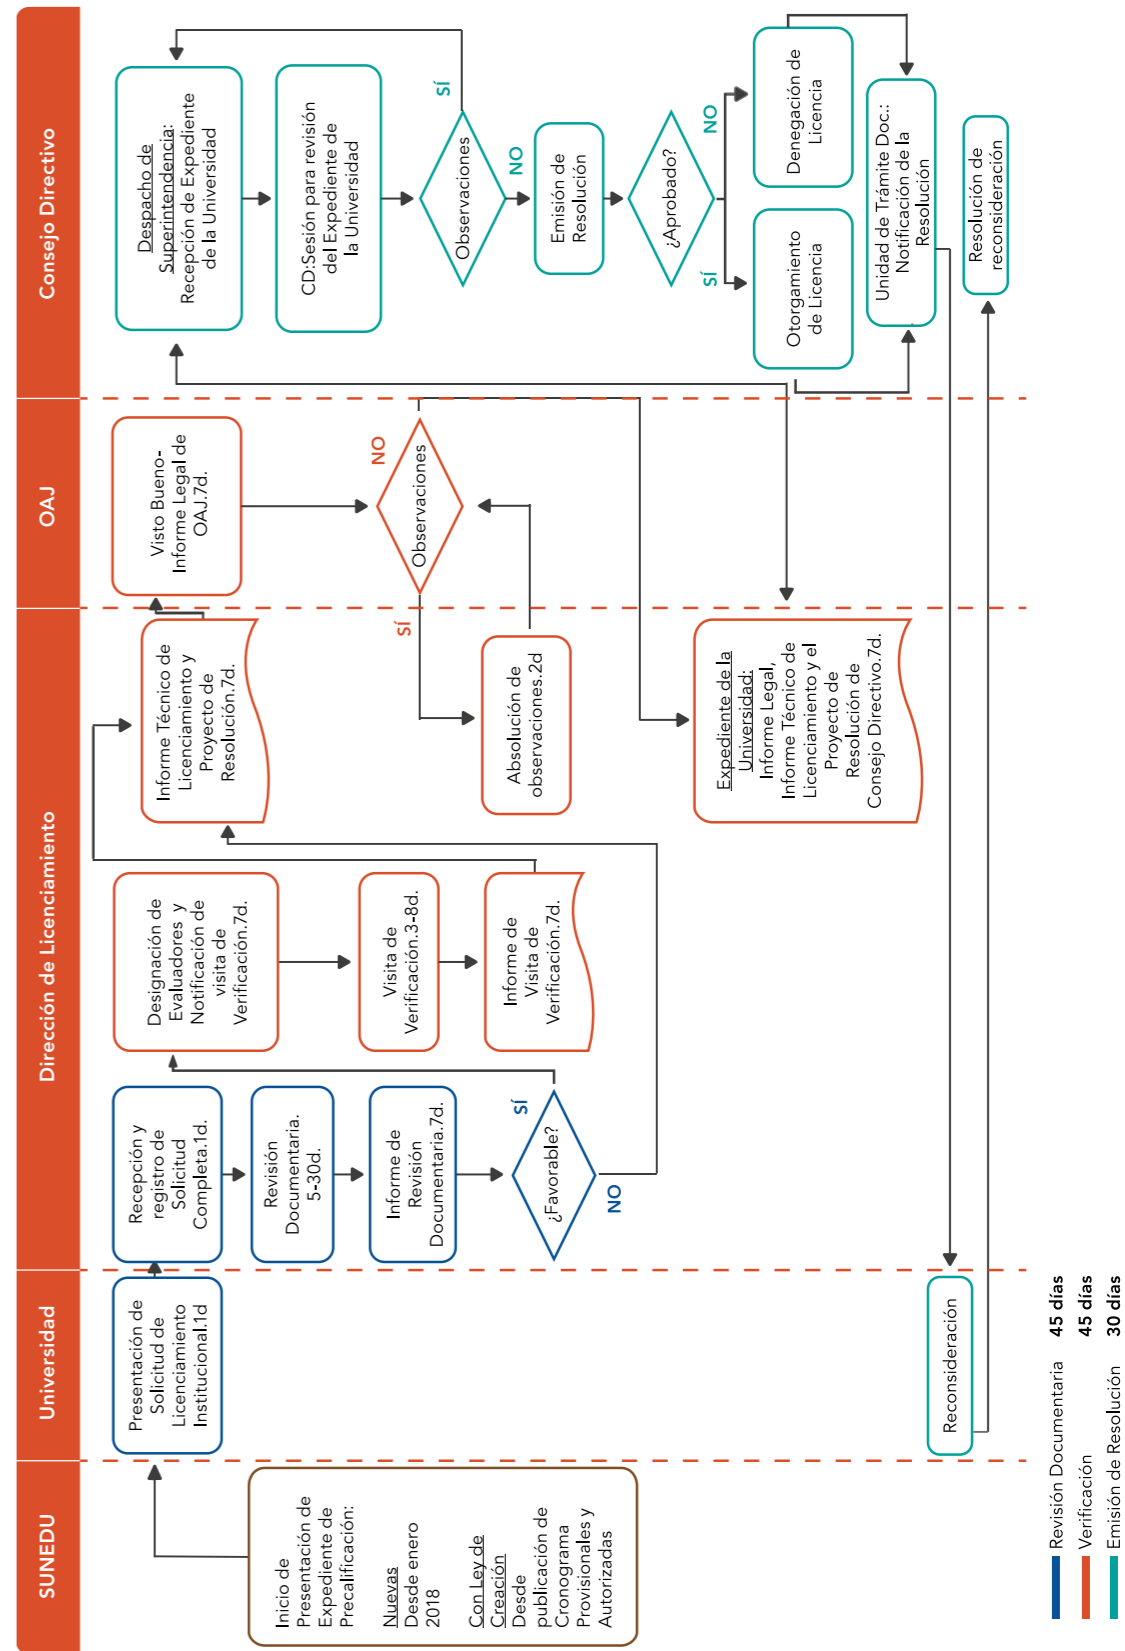 SUNEDU
Universidad
Dirección de Licenciamiento
OAJ
Consejo Directivo
Inicio de
Presentación de
Expediente de
Precalificación:
Nuevas
Desde enero
2018
Con Ley de
Creación
Desde
publicación de
Cronograma
Provisionales y
Autorizadas
Presentación de
Solicitud de
Licenciamiento
Institucional.1d
Recepción y
registro de
Solicitud
Completa.1d.
Revisión
Documentaria.
5-30d.
Informe de
Revisión
Documentaria.7d.
¿Favorable?
SÍ
NO
Designación de
Evaluadores y
Notificación de
visita de
Verificación.7d.
Visita de
Verificación.3-8d.
Informe de
Visita de
Verificación.7d.
Informe Técnico de
Licenciamiento y
Proyecto de
Resolución.7d.
Visto Bueno-
Informe Legal de
OAJ.7d.
Observaciones
SÍ
NO
Absolución de
observaciones.2d
Expediente de la
Universidad:
Informe Legal,
Informe Técnico de
Licenciamiento y el
Proyecto de
Resolución de
Consejo Directivo.7d.
Despacho de
Superintendencia:
Recepción de Expediente
de la Universidad
CD:Sesión para revisión
del Expediente de
la Universidad
Observaciones
SÍ
NO
Emisión de
Resolución
¿Aprobado?
SÍ
NO
Otorgamiento
de Licencia
Denegación de
Licencia
Unidad de Trámite Doc.:
Notificación de la
Resolución
Reconsideración
Resolución de
reconsideración
Revisión Documentaria 45 días
Verificación 45 días
Emisión de Resolución 30 días